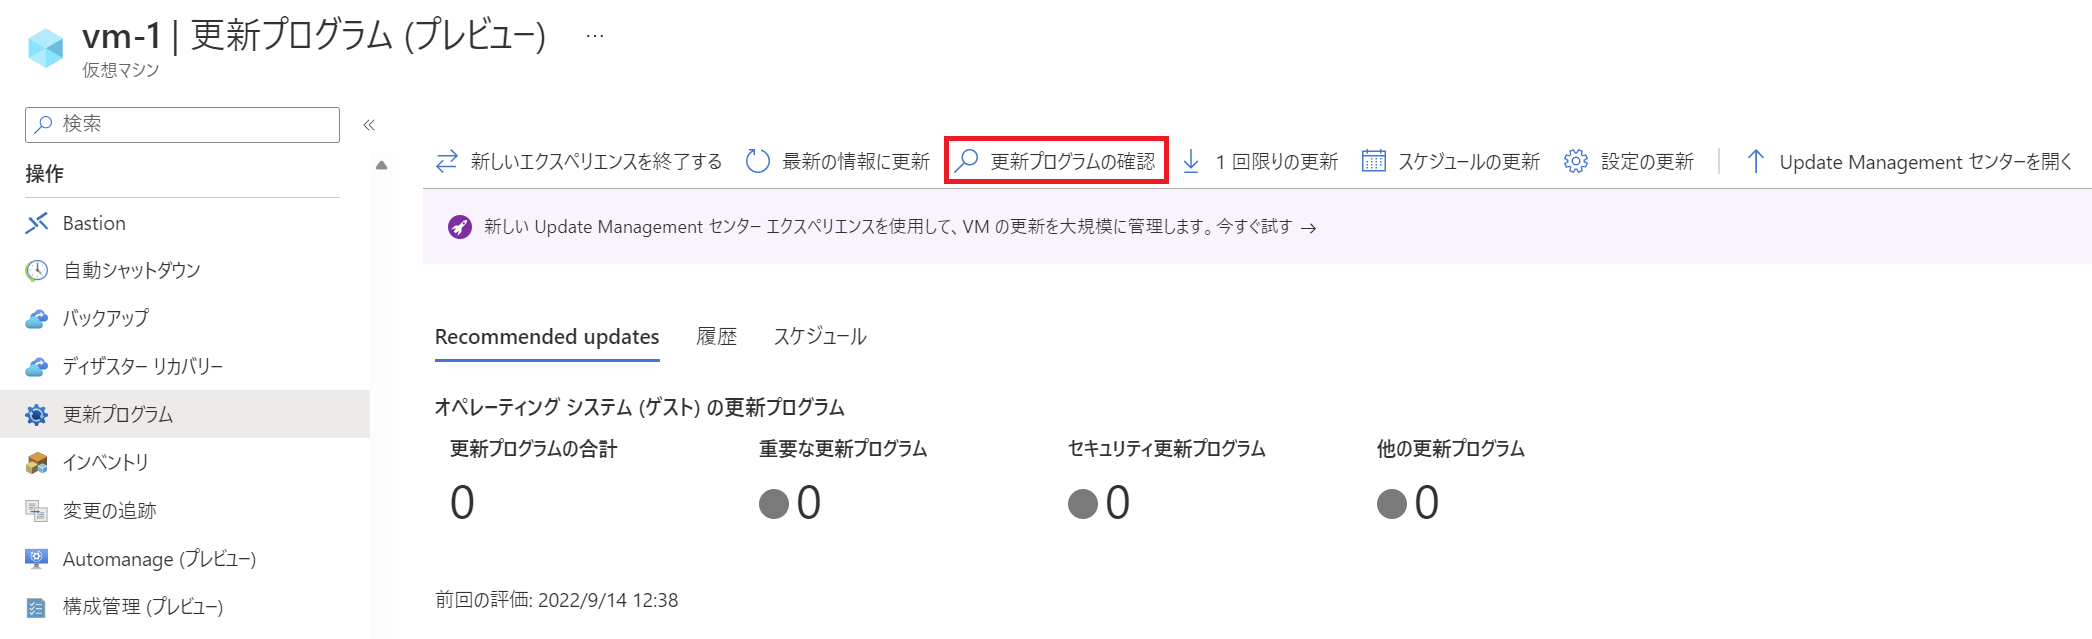 vm-1 | 更新プログラム (プレビュー) …
仮想マシン
検索 «
操作
Bastion
自動シャットダウン
バックアップ
ディザスター リカバリー
更新プログラム
インベントリ
変更の追跡
Automanage (プレビュー)
構成管理 (プレビュー)
新しいエクスペリエンスを終了する 最新の情報に更新 更新プログラムの確認 1 回限りの更新 スケジュールの更新 設定の更新 Update Management センターを開く
新しい Update Management センター エクスペリエンスを使用して、VM の更新を大規模に管理します。今すぐ試す →
Recommended updates 履歴 スケジュール
オペレーティング システム (ゲスト) の更新プログラム
更新プログラムの合計 重要な更新プログラム セキュリティ更新プログラム 他の更新プログラム
0 0 0 0
前回の評価: 2022/9/14 12:38